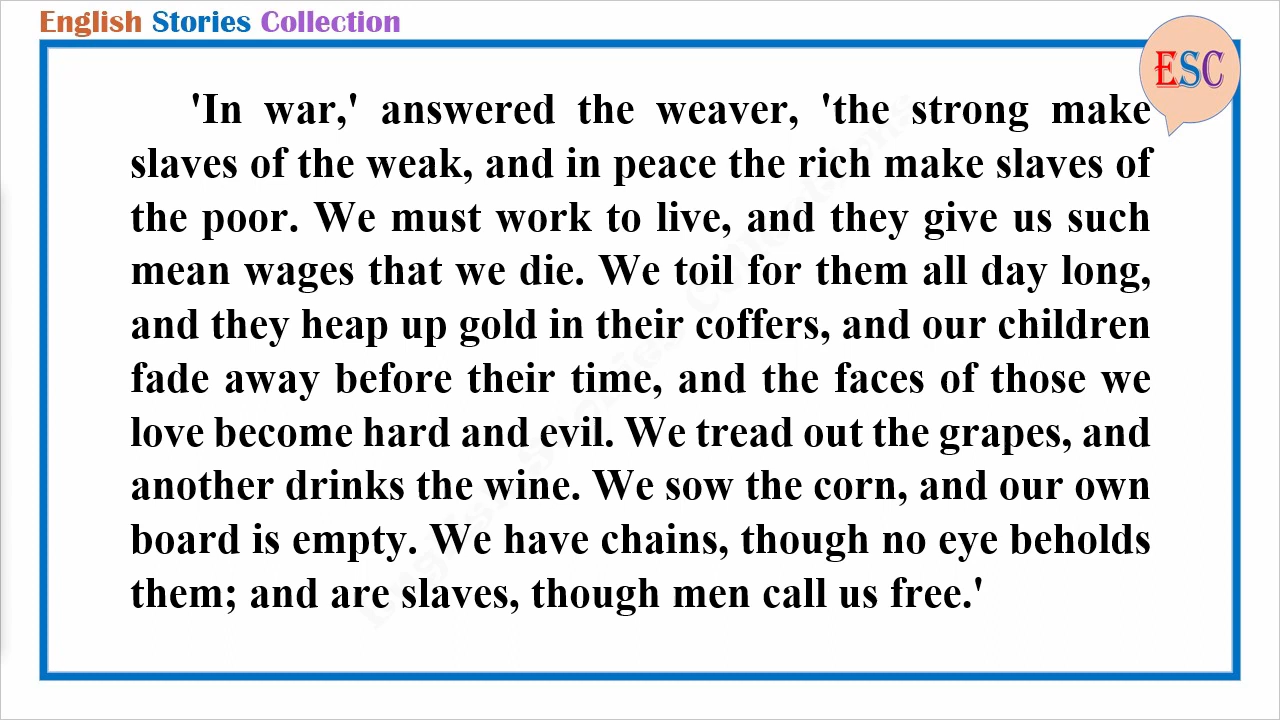 English Stories Collection
ESC
'In war,' answered the weaver, 'the strong make
slaves of the weak, and in peace the rich make slaves of
the poor. We must work to live, and they give us such
mean wages that we die. We toil for them all day long,
and they heap up gold in their coffers, and our children
fade away before their time, and the faces of those we
love become hard and evil. We tread out the grapes, and
another drinks the wine. We sow the corn, and our own
board is empty. We have chains, though no eye beholds
them; and are slaves, though men call us free.'